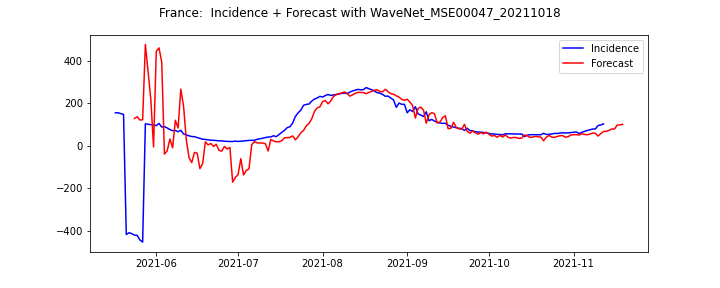 France:  Incidence + Forecast with WaveNet_MSE00047_20211018
Incidence
Forecast
400
200
0
−200
−400
2021-06 2021-07 2021-08 2021-09 2021-10 2021-11